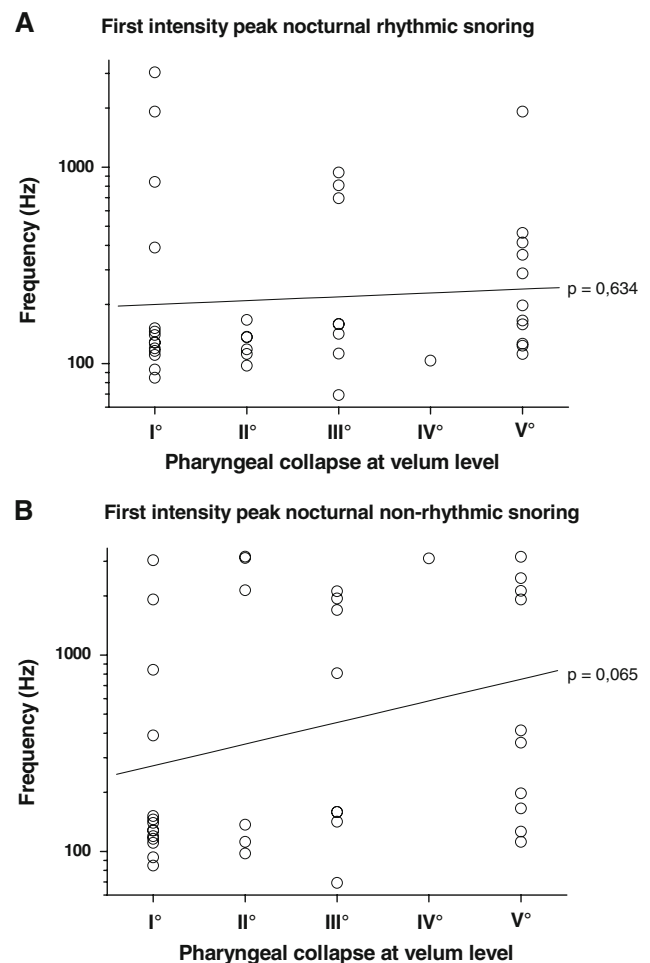 A First intensity peak nocturnal rhythmic snoring
Frequency (Hz)
1000
100
p = 0,634
I° II° III° IV° V°
Pharyngeal collapse at velum level
B First intensity peak nocturnal non-rhythmic snoring
Frequency (Hz)
1000
100
p = 0,065
I° II° III° IV° V°
Pharyngeal collapse at velum level